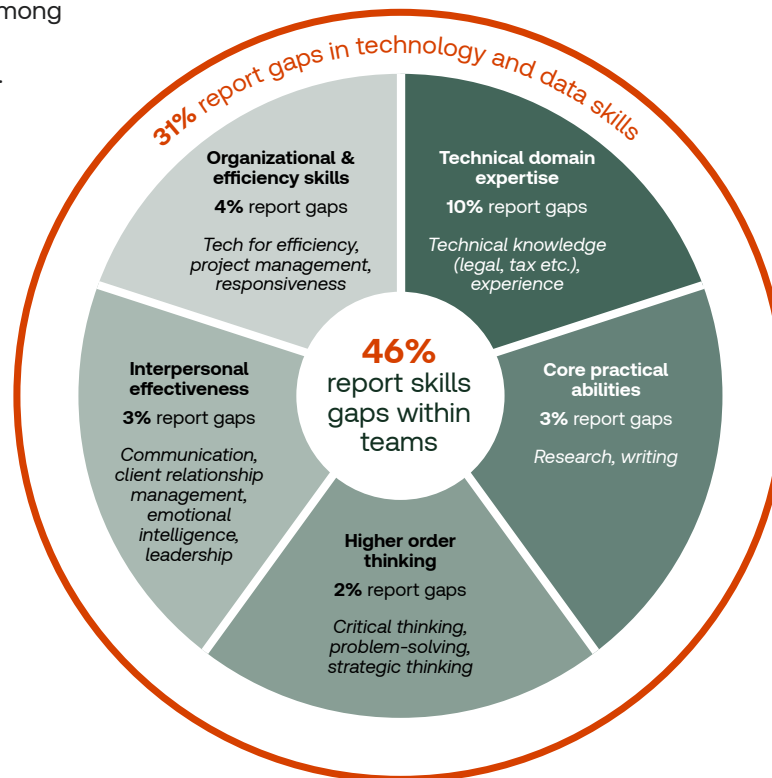 mong
.
31% report gaps in technology and data skills
Organizational &
efficiency skills
4% report gaps
Tech for efficiency,
project management,
responsiveness
Technical domain
expertise
10% report gaps
Technical knowledge
(legal, tax etc.),
experience
46%
report skills
gaps within
teams
Interpersonal
effectiveness
3% report gaps
Communication,
client relationship
management,
emotional
intelligence,
leadership
Core practical
abilities
3% report gaps
Research, writing
Higher order
thinking
2% report gaps
Critical thinking,
problem-solving,
strategic thinking